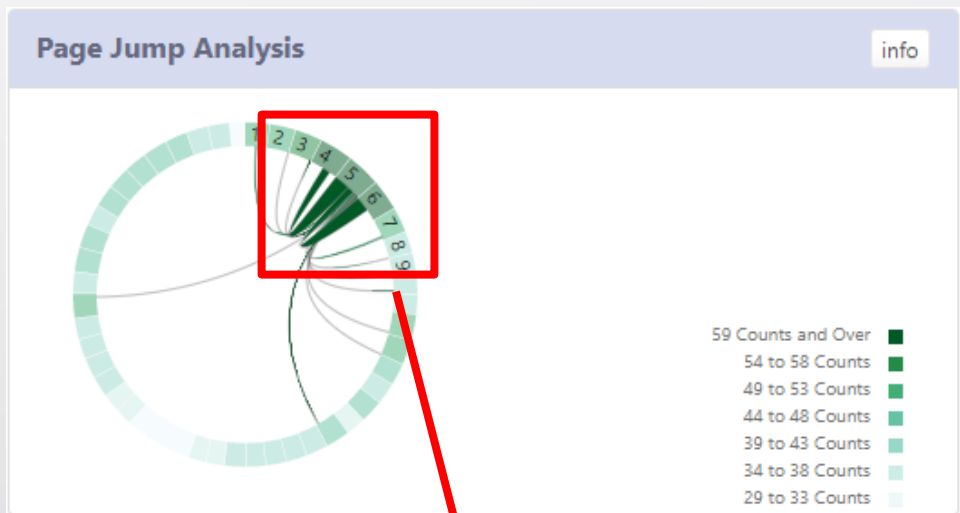 Page Jump Analysis
info
1 2 3 4 5 6 7 8 9
59 Counts and Over
54 to 58 Counts
49 to 53 Counts
44 to 48 Counts
39 to 43 Counts
34 to 38 Counts
29 to 33 Counts